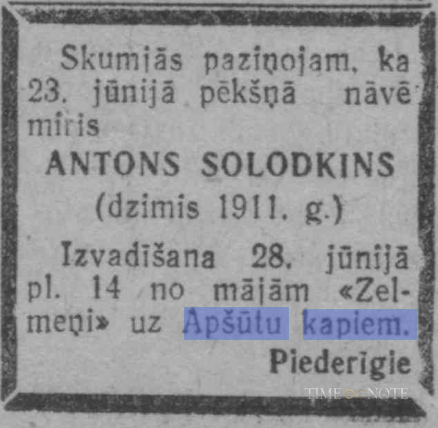 Skumjās paziņojam, ka
23. jūnijā pēkšņā nāvē
miris
ANTONS SOLODKINS
(dzimis 1911. g.)
Izvadīšana 28. jūnijā
pl. 14 no mājām «Zel-
meņi» uz Apšūtu kapiem.
Piederīgie
TIME NOTE